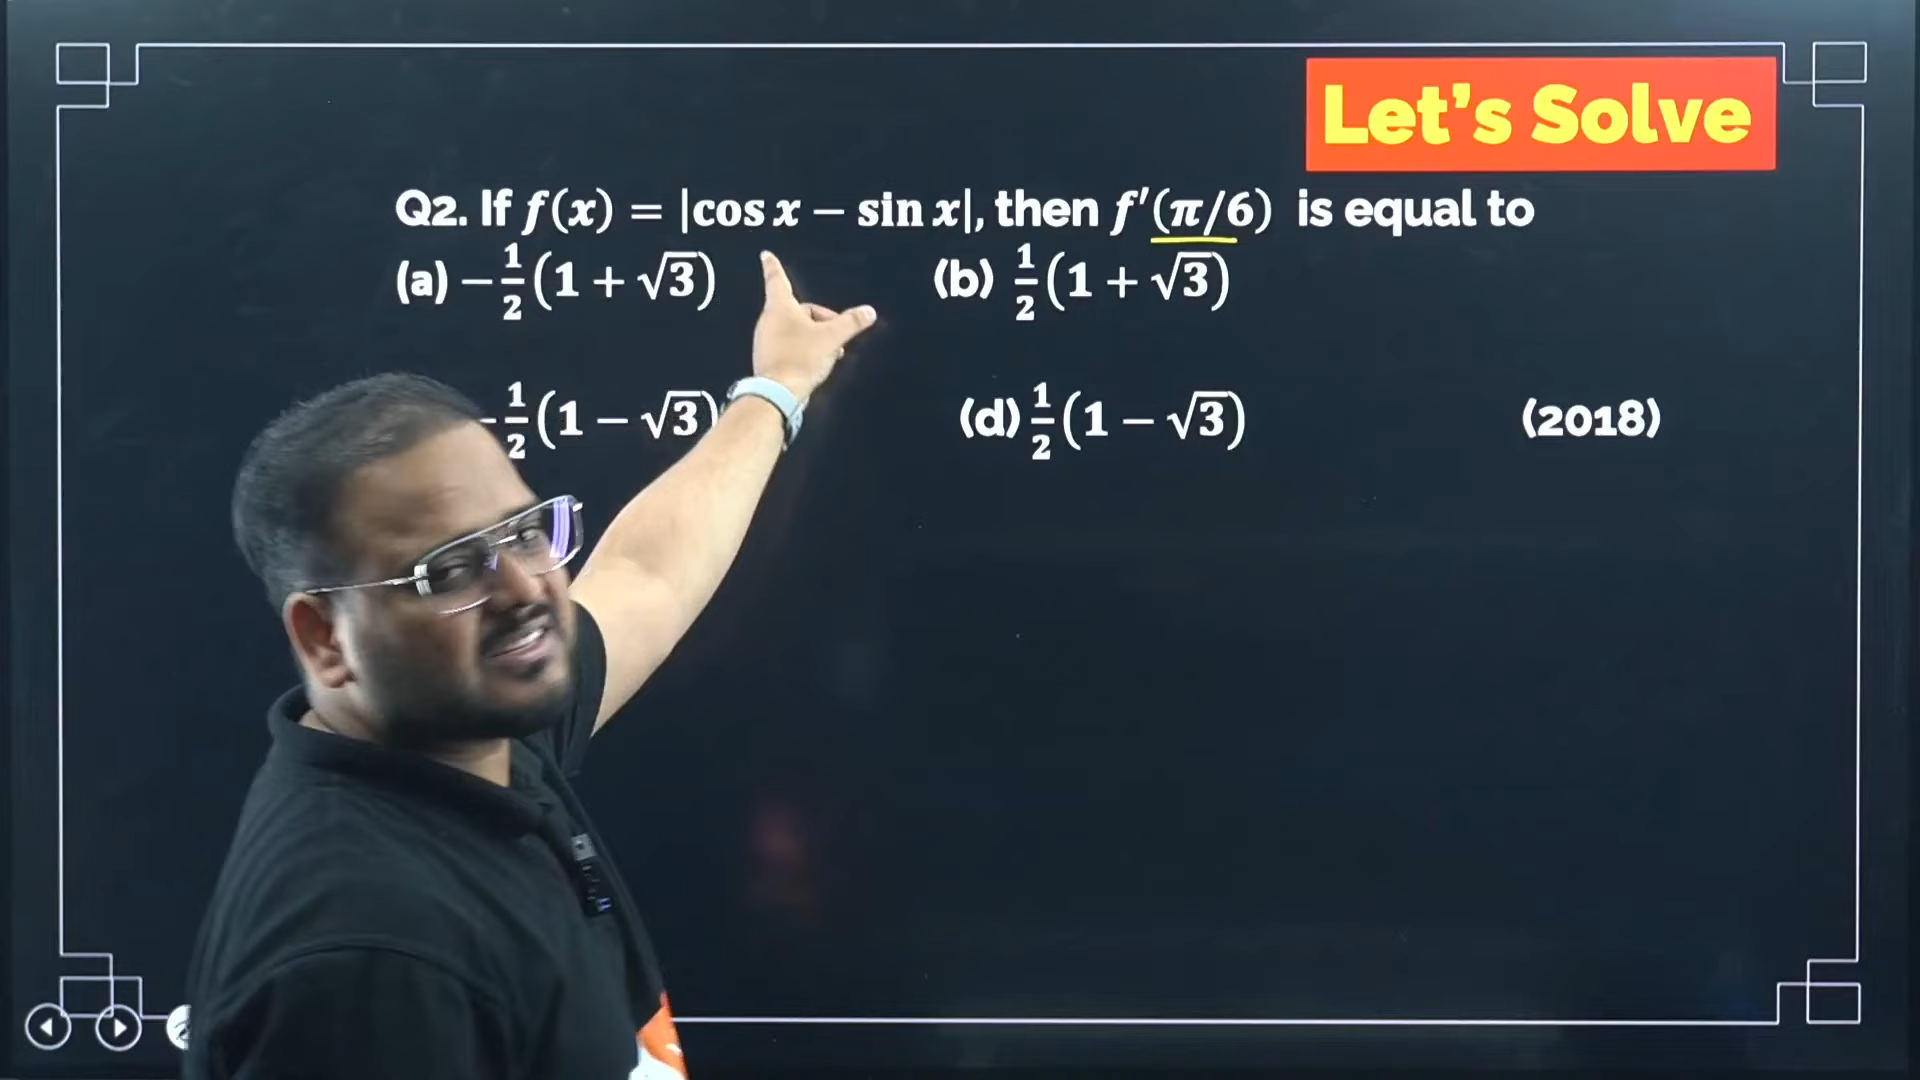 Let's Solve
Q2. If f(x) = |cos x − sin x|, then f′(π/6) is equal to
(a) −1/2(1 + √3) (b) 1/2(1 + √3)
−1/2(1 − √3) (d) 1/2(1 − √3) (2018)